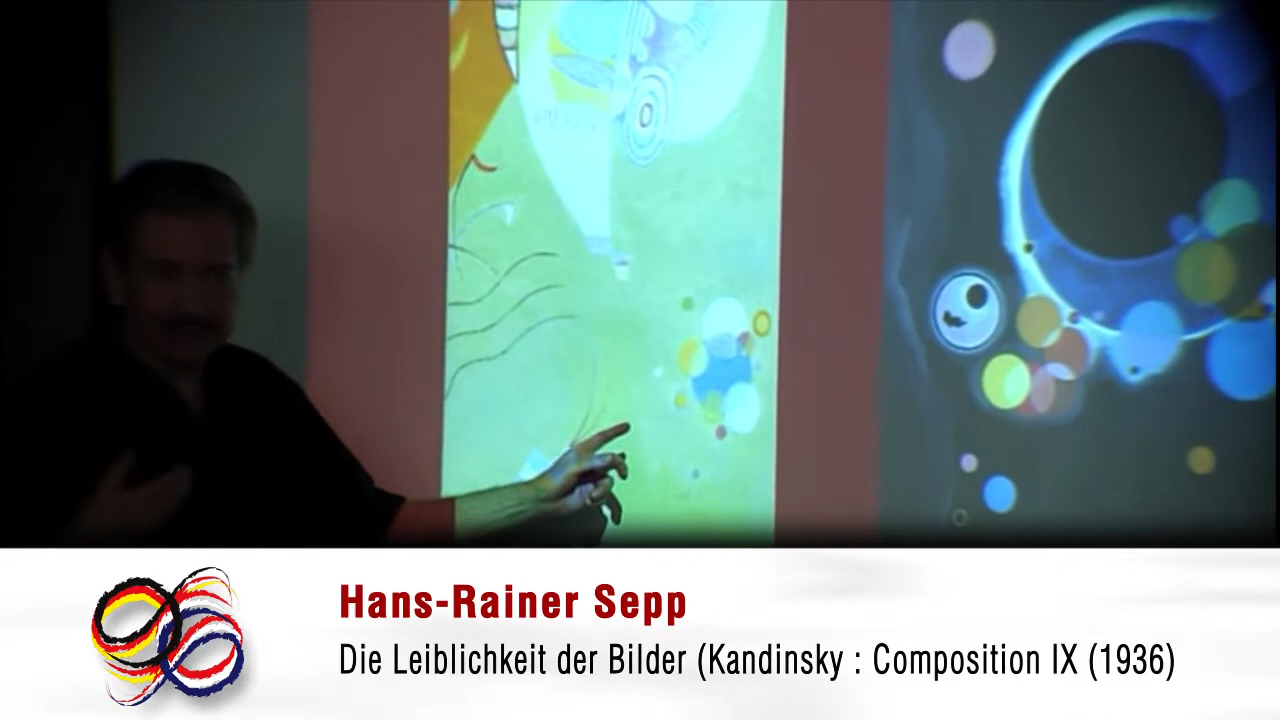 Hans-Rainer Sepp
Die Leiblichkeit der Bilder (Kandinsky : Composition IX (1936)